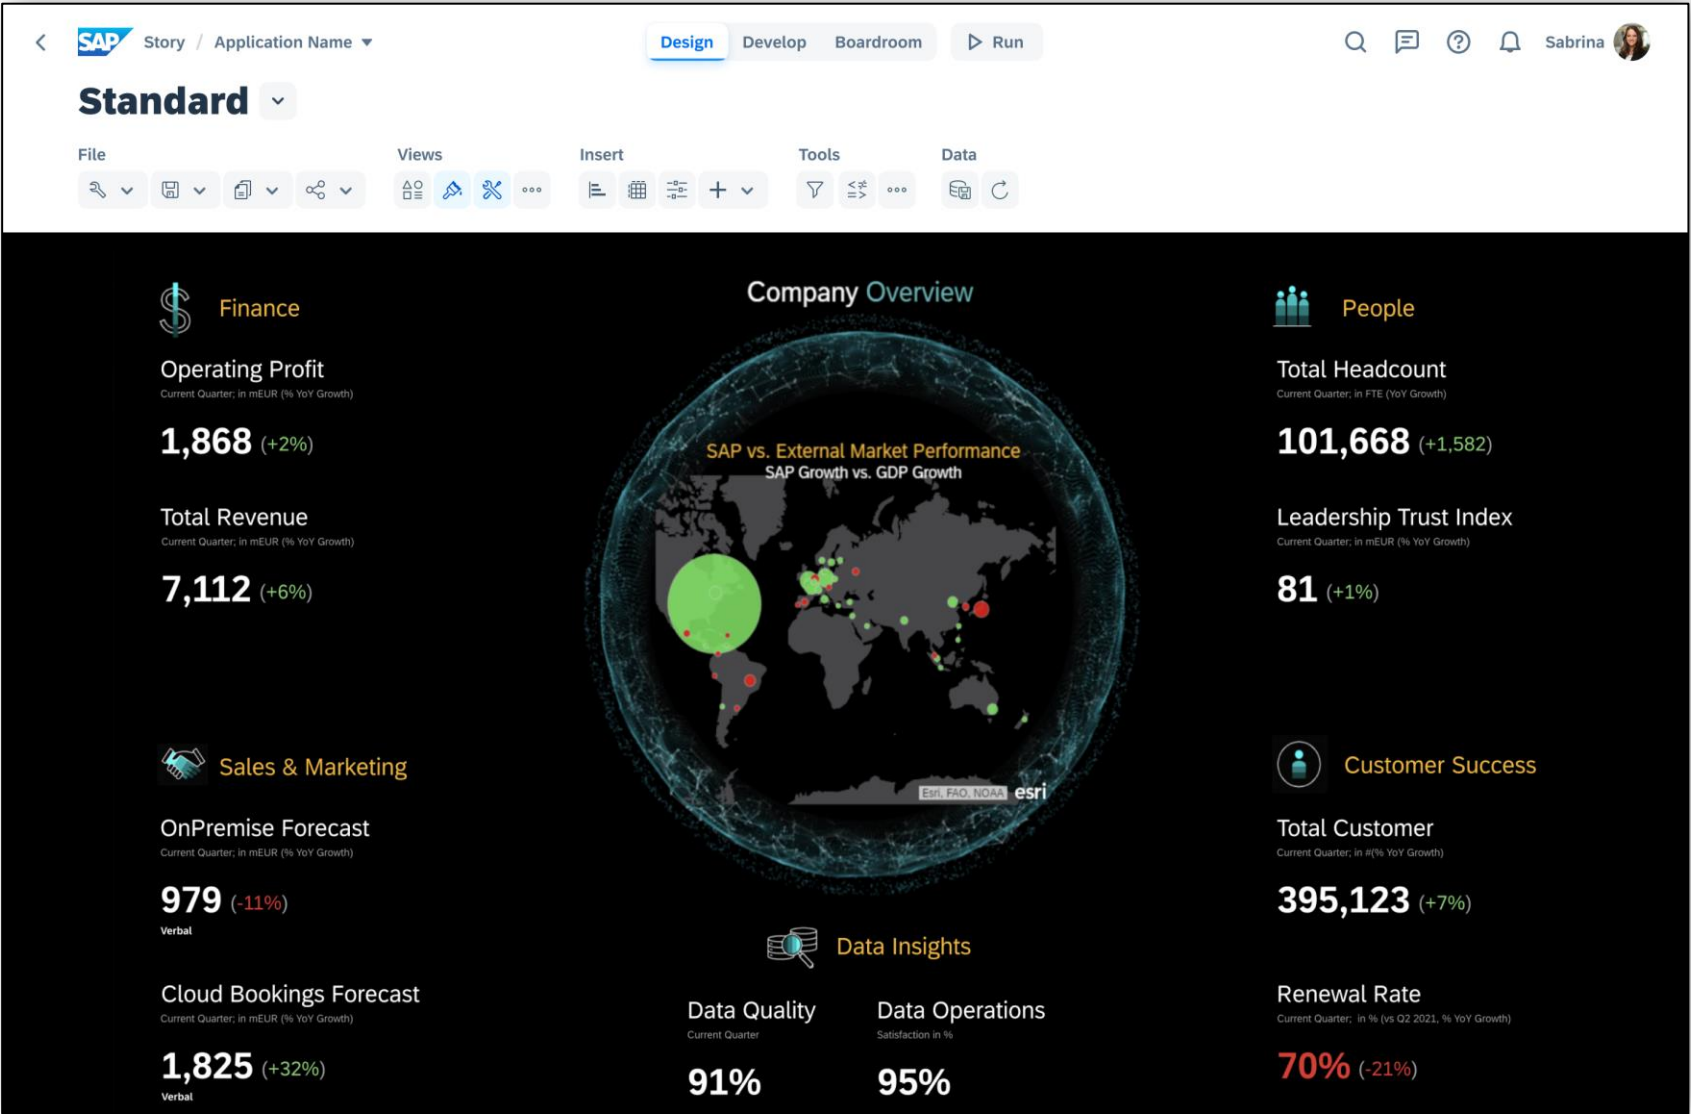 SAP Story / Application Name
Design Develop Boardroom Run
Sabrina
Standard
File Views Insert Tools Data
Finance
Operating Profit
Current Quarter; in mEUR (% YoY Growth)
1,868 (+2%)
Total Revenue
Current Quarter; in mEUR (% YoY Growth)
7,112 (+6%)
Sales & Marketing
OnPremise Forecast
Current Quarter; in mEUR (% YoY Growth)
979 (-11%)
Verbal
Cloud Bookings Forecast
Current Quarter; in mEUR (% YoY Growth)
1,825 (+32%)
Verbal
Company Overview
SAP vs. External Market Performance
SAP Growth vs. GDP Growth
Esri, FAO, NOAA esri
Data Insights
Data Quality
Current Quarter
91%
Data Operations
Satisfaction in %
95%
People
Total Headcount
Current Quarter; in FTE (YoY Growth)
101,668 (+1,582)
Leadership Trust Index
Current Quarter; in mEUR (% YoY Growth)
81 (+1%)
Customer Success
Total Customer
Current Quarter; in #(% YoY Growth)
395,123 (+7%)
Renewal Rate
Current Quarter; in % (vs Q2 2021, % YoY Growth)
70% (-21%)